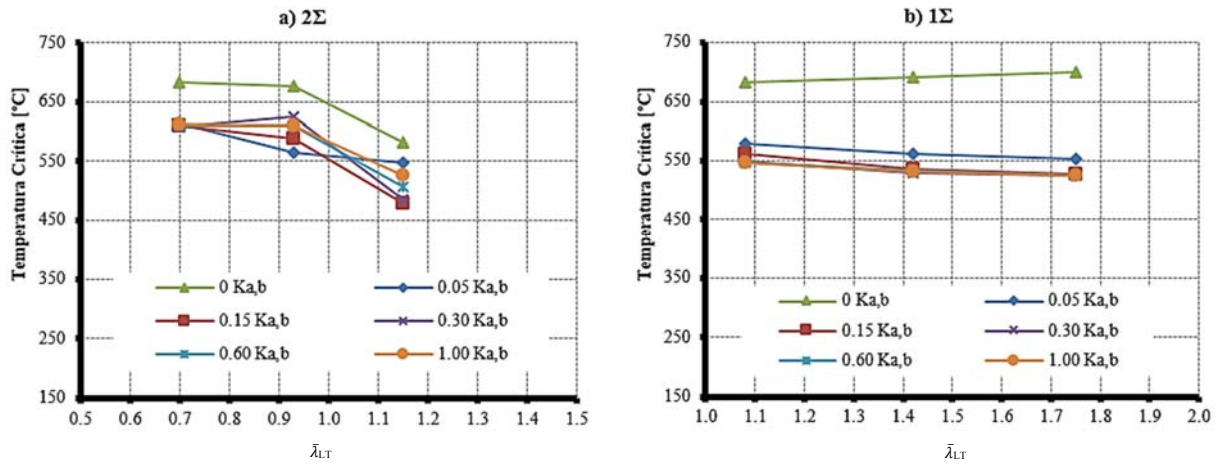 a) 2Σ
Temperatura Crítica [°C]
750
650
550
450
350
250
150
0 Ka,b
0.05 Ka,b
0.15 Ka,b
0.30 Ka,b
0.60 Ka,b
1.00 Ka,b
0.5 0.6 0.7 0.8 0.9 1.0 1.1 1.2 1.3 1.4 1.5
λ̄LT
b) 1Σ
Temperatura Crítica [°C]
750
650
550
450
350
250
150
0 Ka,b
0.05 Ka,b
0.15 Ka,b
0.30 Ka,b
0.60 Ka,b
1.00 Ka,b
1.0 1.1 1.2 1.3 1.4 1.5 1.6 1.7 1.8 1.9 2.0
λ̄LT